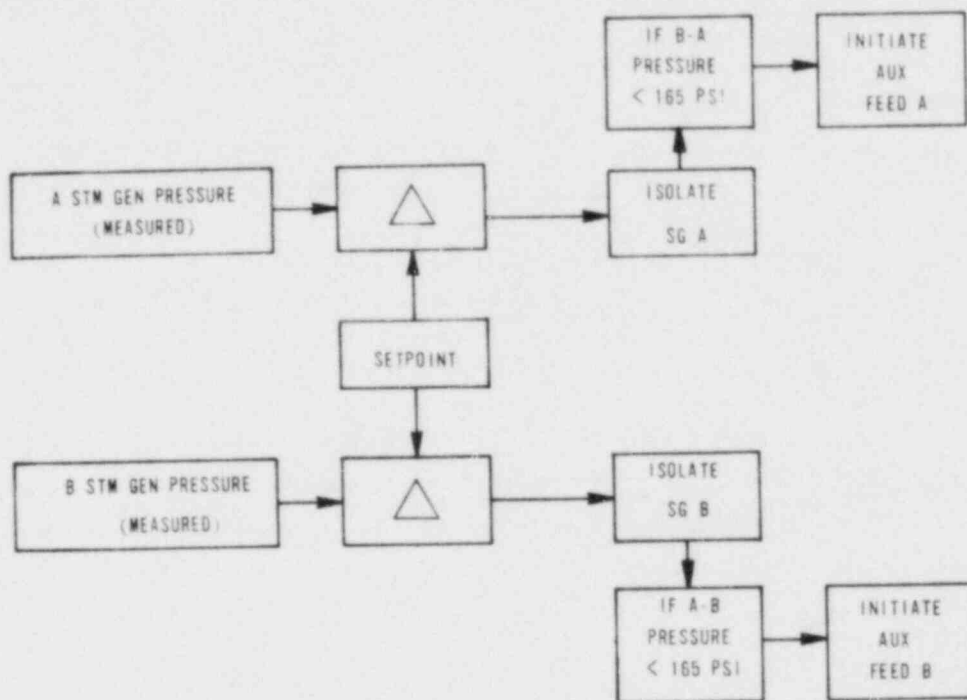 IF B-A
PRESSURE
< 165 PSI
INITIATE
AUX
FEED A
A STM GEN PRESSURE
(MEASURED)
ISOLATE
SG A
SETPOINT
B STM GEN PRESSURE
(MEASURED)
ISOLATE
SG B
IF A-B
PRESSURE
< 165 PSI
INITIATE
AUX
FEED B